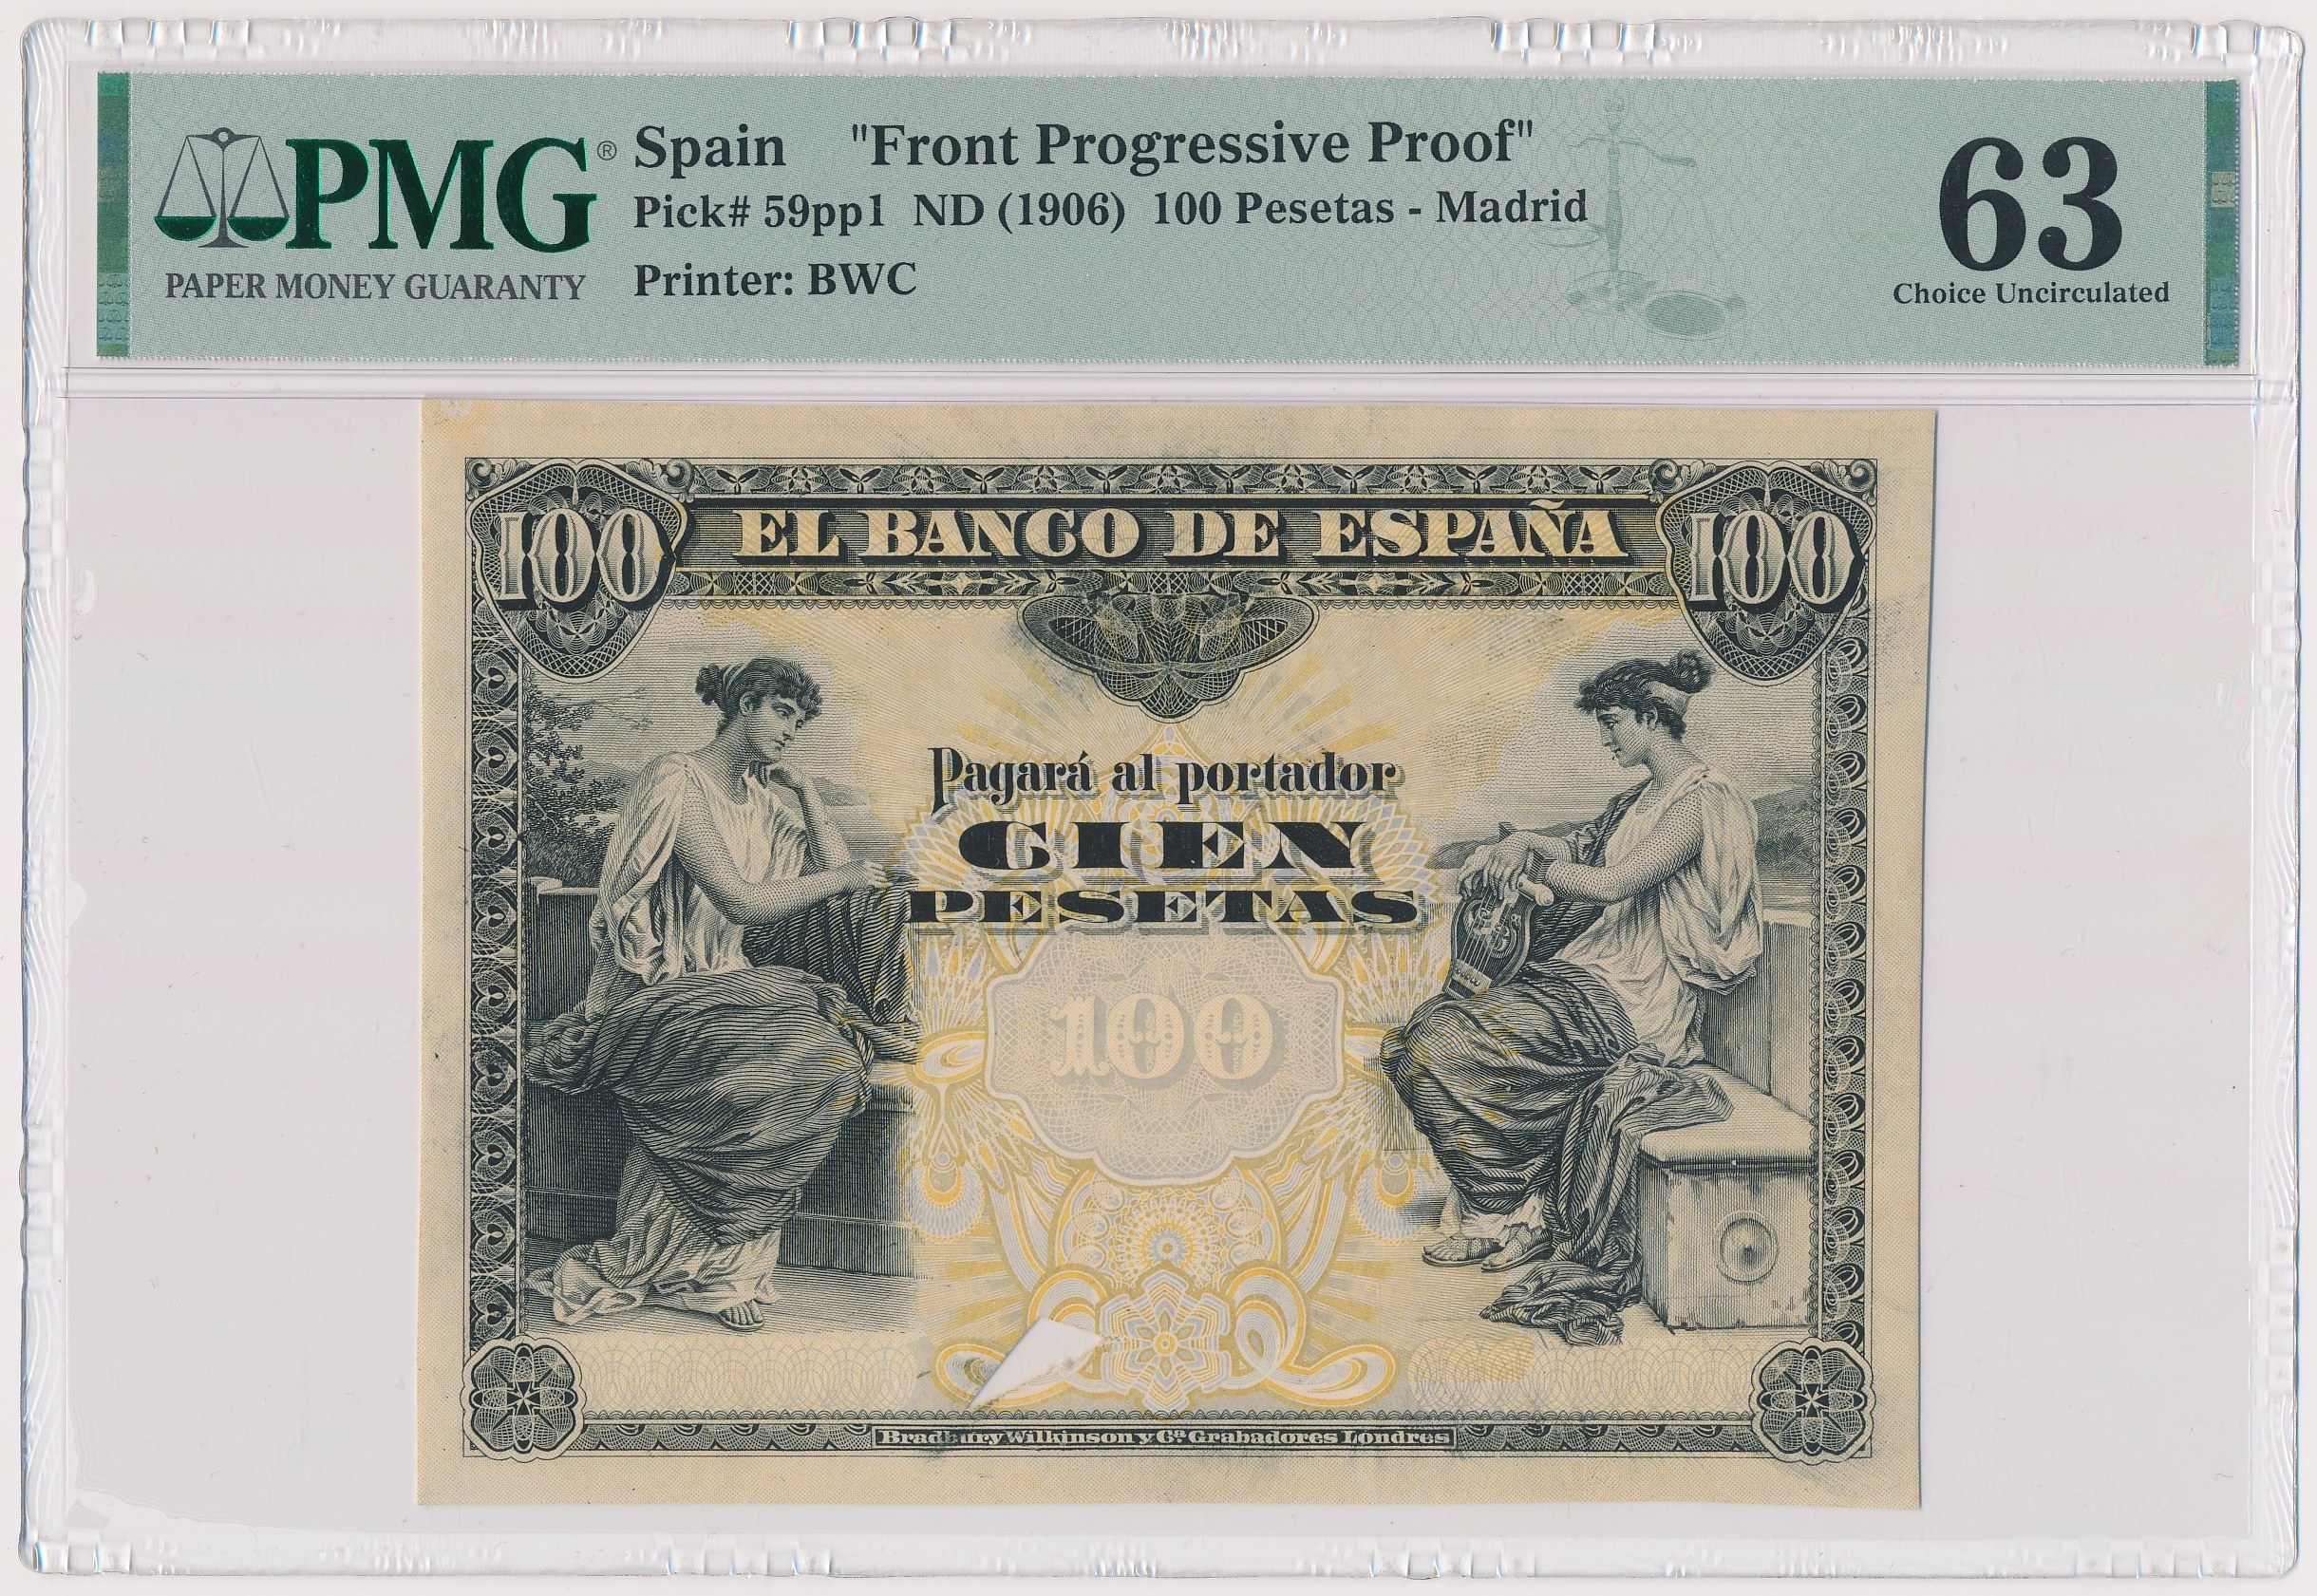 PMG®
PAPER MONEY GUARANTY
Spain "Front Progressive Proof"
Pick# 59pp1 ND (1906) 100 Pesetas - Madrid
Printer: BWC
63
Choice Uncirculated
100 EL BANCO DE ESPAÑA 100
Pagará al portador
CIEN
PESETAS
100
Bradbury Wilkinson y Cª. Grabadores Londres